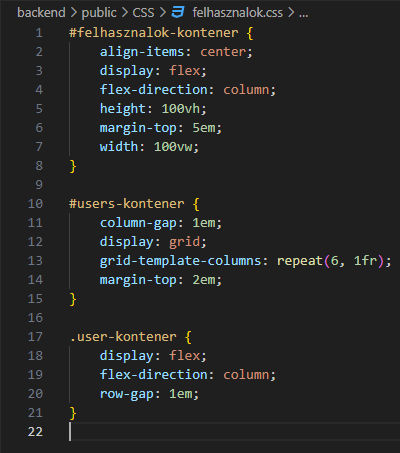 backend > public > CSS > felhasznalok.css > ...
1 #felhasznalok-kontener {
2 align-items: center;
3 display: flex;
4 flex-direction: column;
5 height: 100vh;
6 margin-top: 5em;
7 width: 100vw;
8 }
9
10 #users-kontener {
11 column-gap: 1em;
12 display: grid;
13 grid-template-columns: repeat(6, 1fr);
14 margin-top: 2em;
15 }
16
17 .user-kontener {
18 display: flex;
19 flex-direction: column;
20 row-gap: 1em;
21 }
22